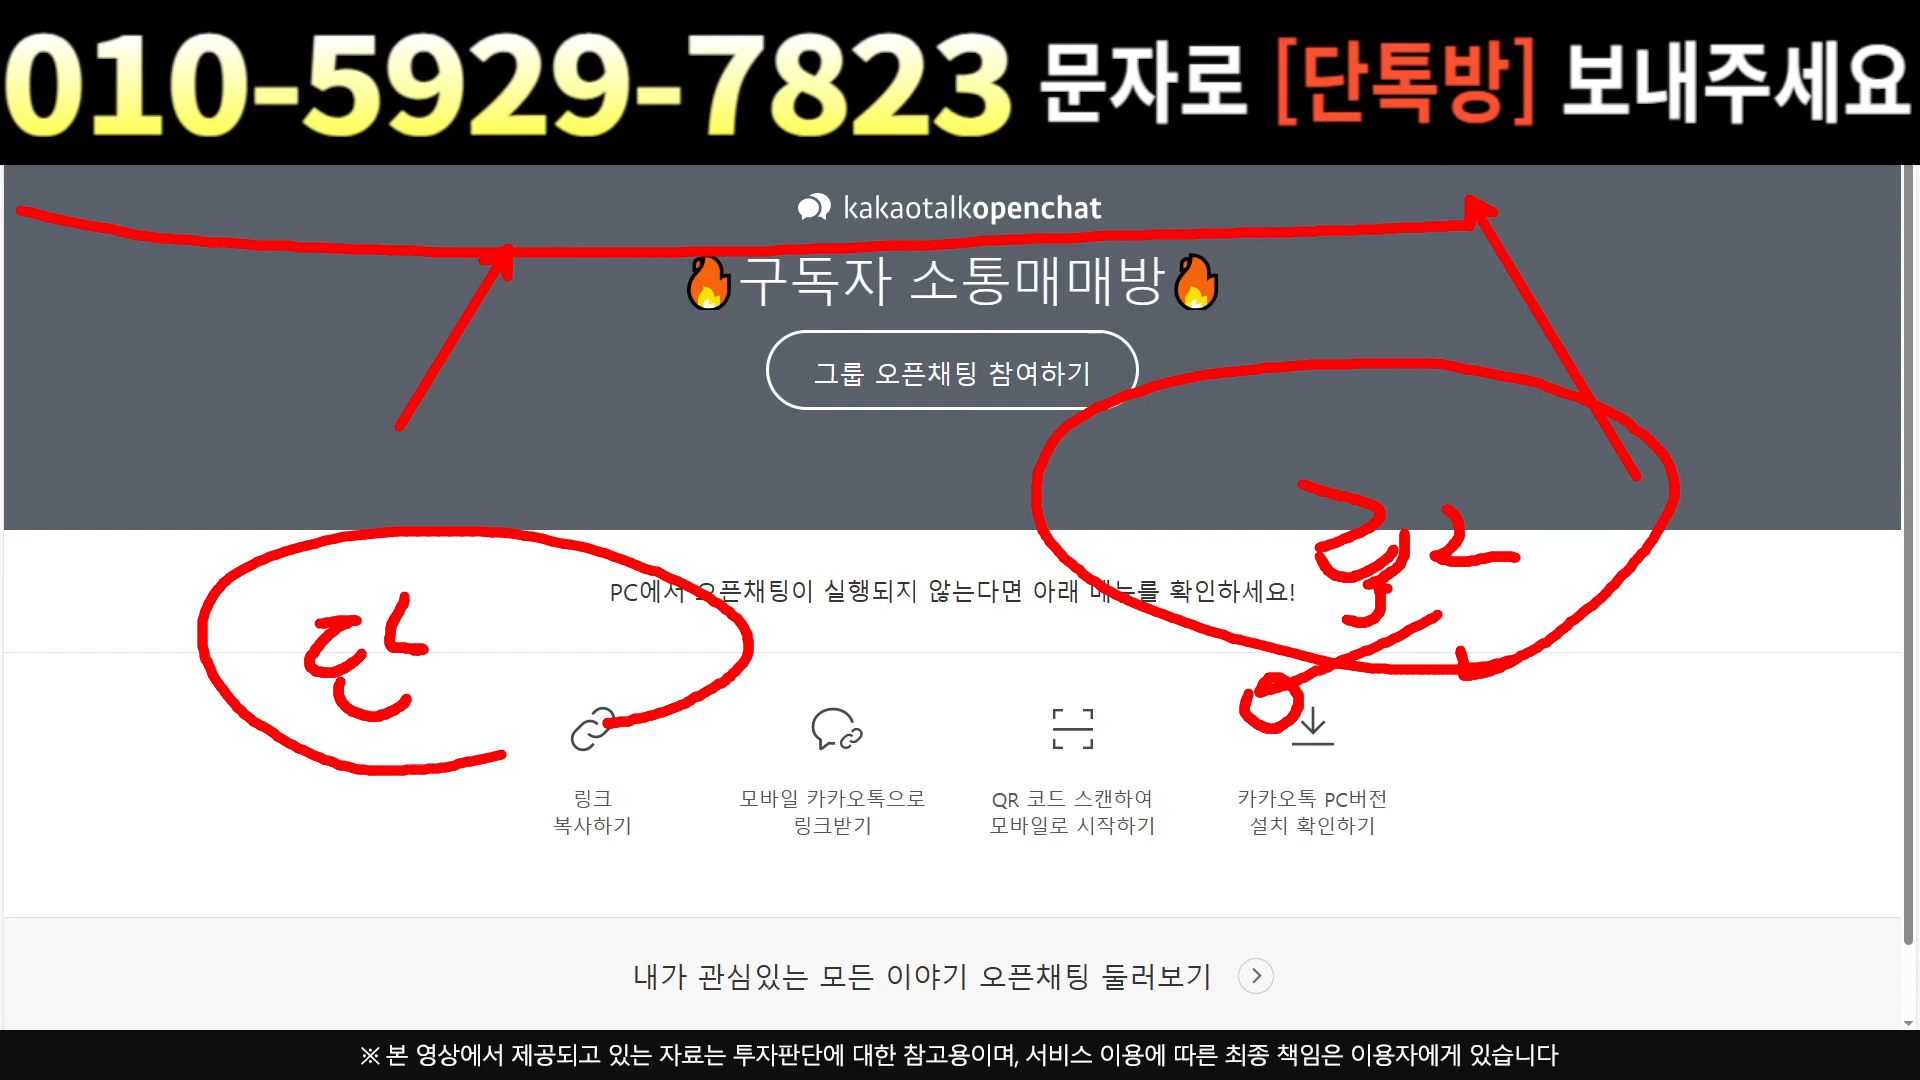 010-5929-7823 문자로 [단톡방] 보내주세요
kakaotalkopenchat
구독자 소통매매방
그룹 오픈채팅 참여하기
PC에서 오픈채팅이 실행되지 않는다면 아래 메뉴를 확인하세요!
단
링크
복사하기
모바일 카카오톡으로
링크받기
QR 코드 스캔하여
모바일로 시작하기
카카오톡 PC버전
설치 확인하기
내가 관심있는 모든 이야기 오픈채팅 둘러보기
※ 본 영상에서 제공되고 있는 자료는 투자판단에 대한 참고용이며, 서비스 이용에 따른 최종 책임은 이용자에게 있습니다